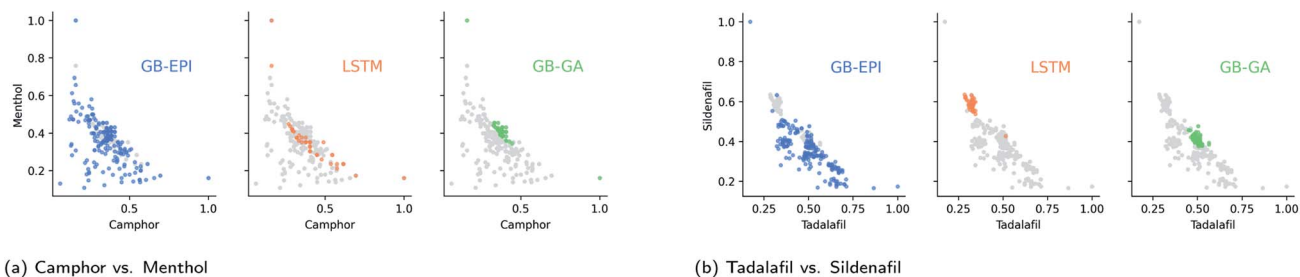 1.0
0.8
0.6
0.4
0.2
Menthol
GB-EPI
LSTM
GB-GA
0.5
1.0
0.5
1.0
0.5
1.0
Camphor
Camphor
Camphor
(a) Camphor vs. Menthol
1.0
0.8
0.6
0.4
0.2
Sildenafil
GB-EPI
LSTM
GB-GA
0.25
0.50
0.75
1.00
0.25
0.50
0.75
1.00
0.25
0.50
0.75
1.00
Tadalafil
Tadalafil
Tadalafil
(b) Tadalafil vs. Sildenafil